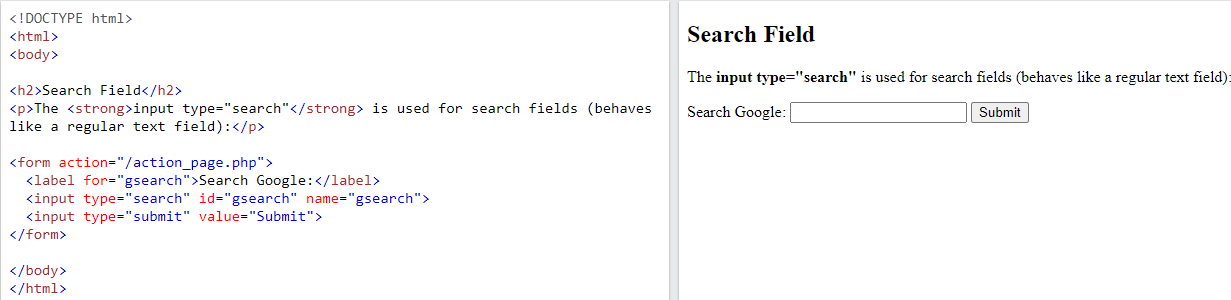 <!DOCTYPE html>
<html>
<body>
<h2>Search Field</h2>
<p>The <strong>input type="search"</strong> is used for search fields (behaves
like a regular text field):</p>
<form action="/action_page.php">
<label for="gsearch">Search Google:</label>
<input type="search" id="gsearch" name="gsearch">
<input type="submit" value="Submit">
</form>
</body>
</html>
Search Field
The input type="search" is used for search fields (behaves like a regular text field):
Search Google: Submit